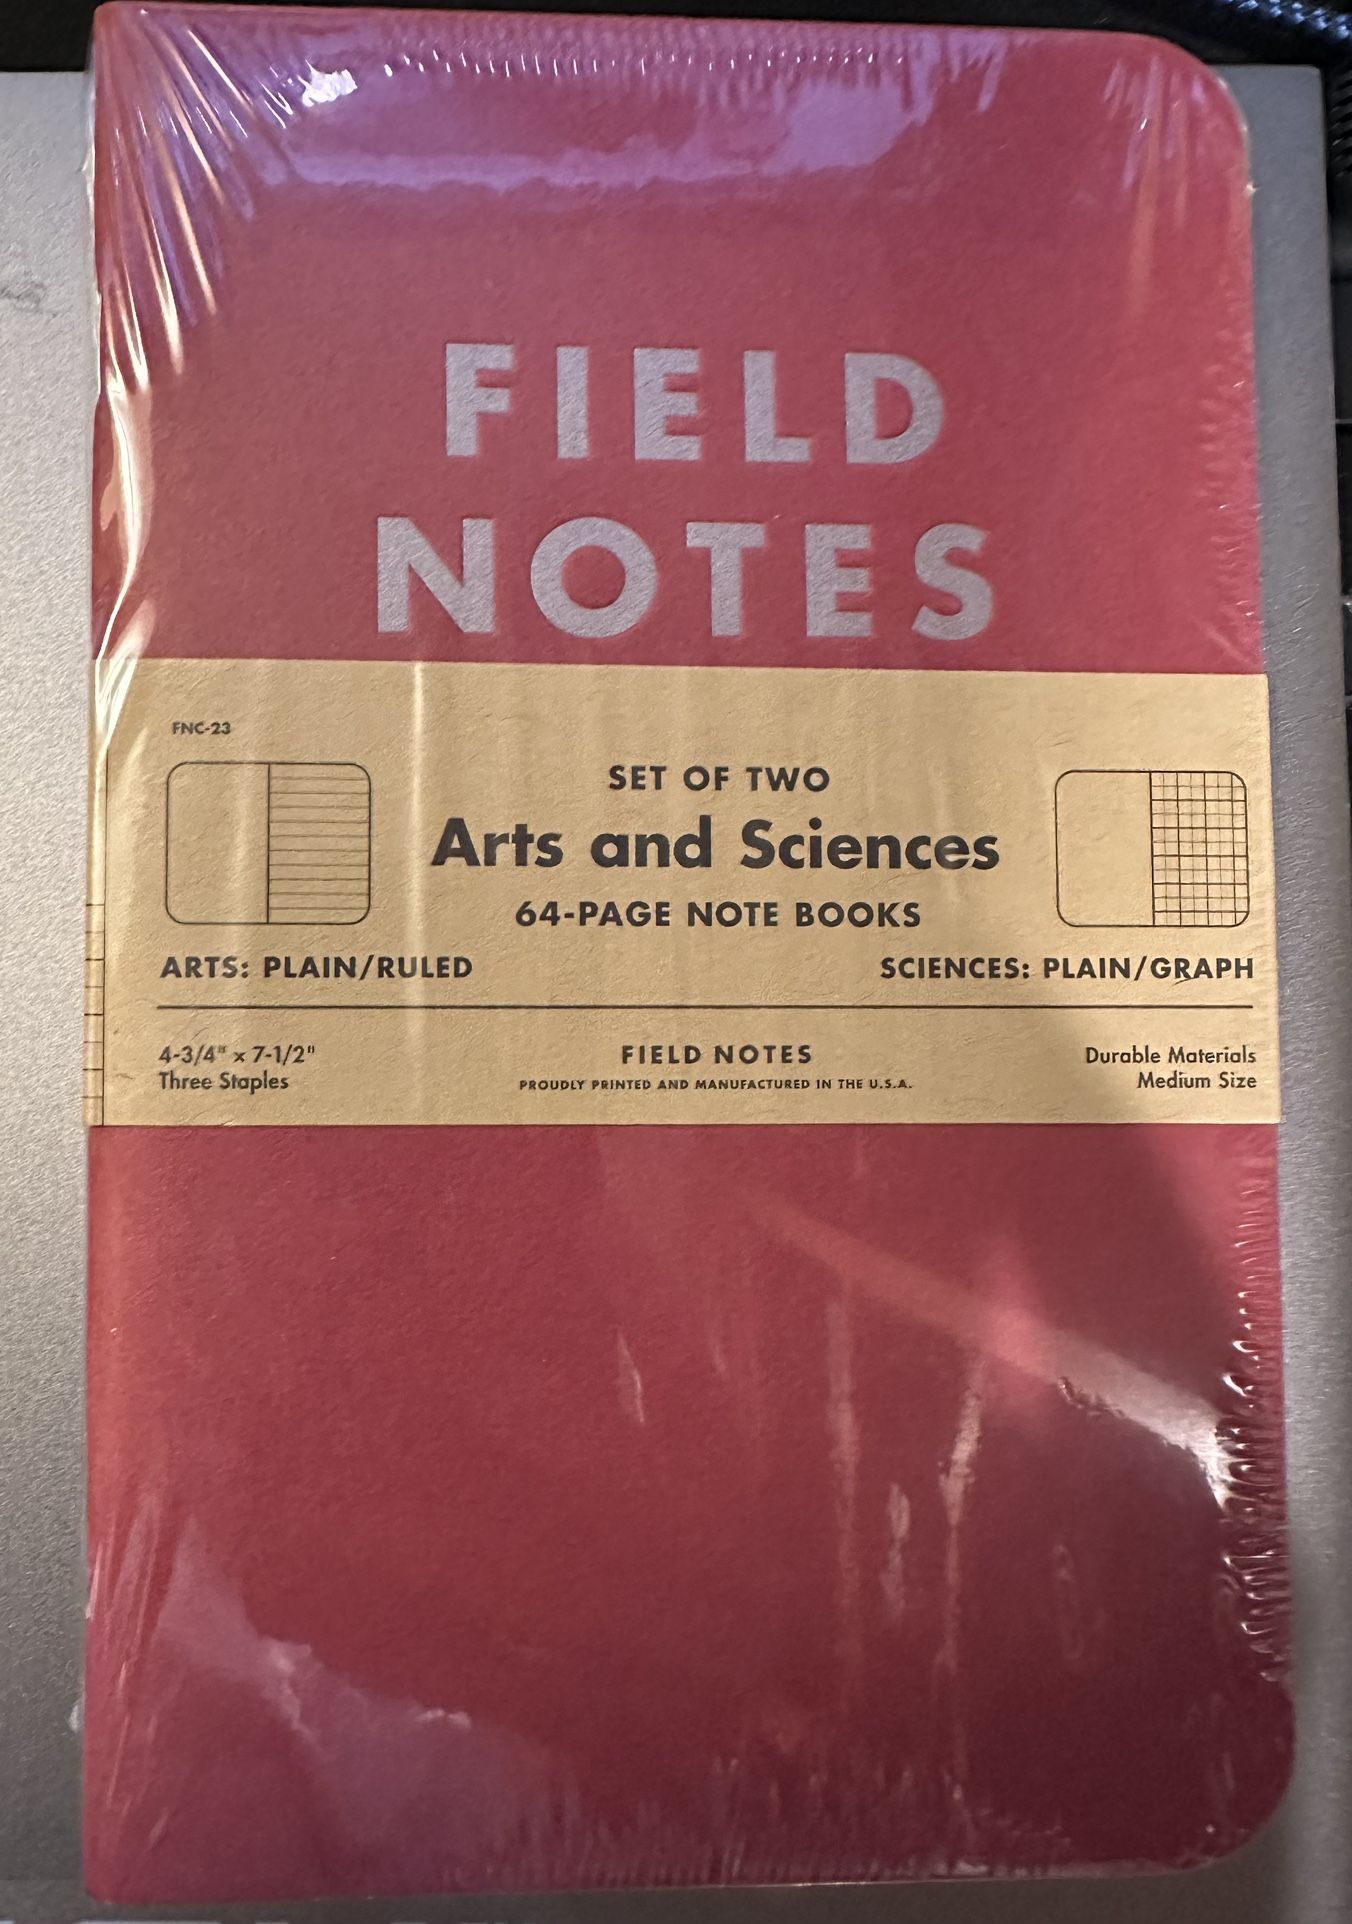 FIELD
NOTES
FNC-23
SET OF TWO
Arts and Sciences
64-PAGE NOTE BOOKS
ARTS: PLAIN/RULED
SCIENCES: PLAIN/GRAPH
4-3/4" x 7-1/2"
Three Staples
FIELD NOTES
PROUDLY PRINTED AND MANUFACTURED IN THE U.S.A.
Durable Materials
Medium Size